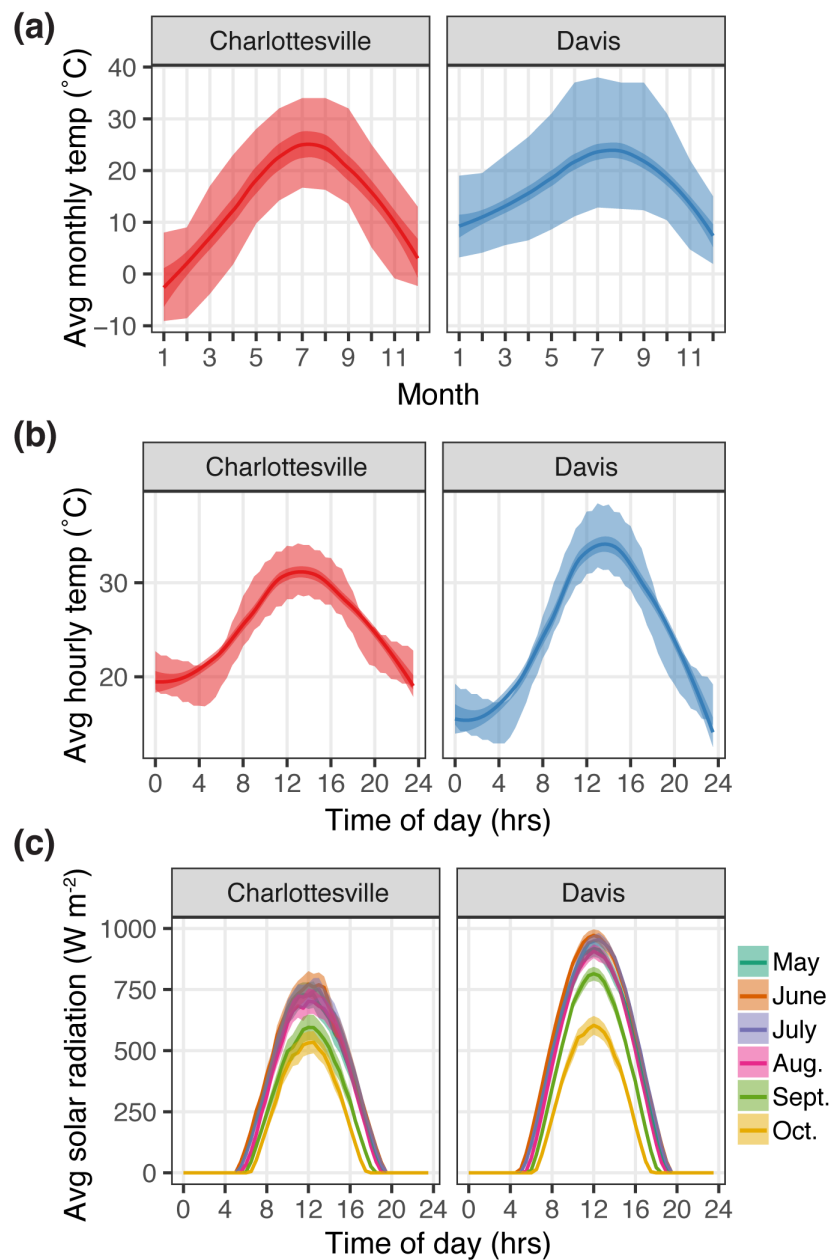 (a)
Charlottesville Davis
Avg monthly temp (˚C)
40
30
20
10
0
−10
1 3 5 7 9 11 1 3 5 7 9 11
Month
(b)
Charlottesville Davis
Avg hourly temp (˚C)
30
20
0 4 8 12 16 20 24 0 4 8 12 16 20 24
Time of day (hrs)
(c)
Charlottesville Davis
Avg solar radiation (W m-2)
1000
750
500
250
0
0 4 8 12 16 20 24 0 4 8 12 16 20 24
Time of day (hrs)
May
June
July
Aug.
Sept.
Oct.